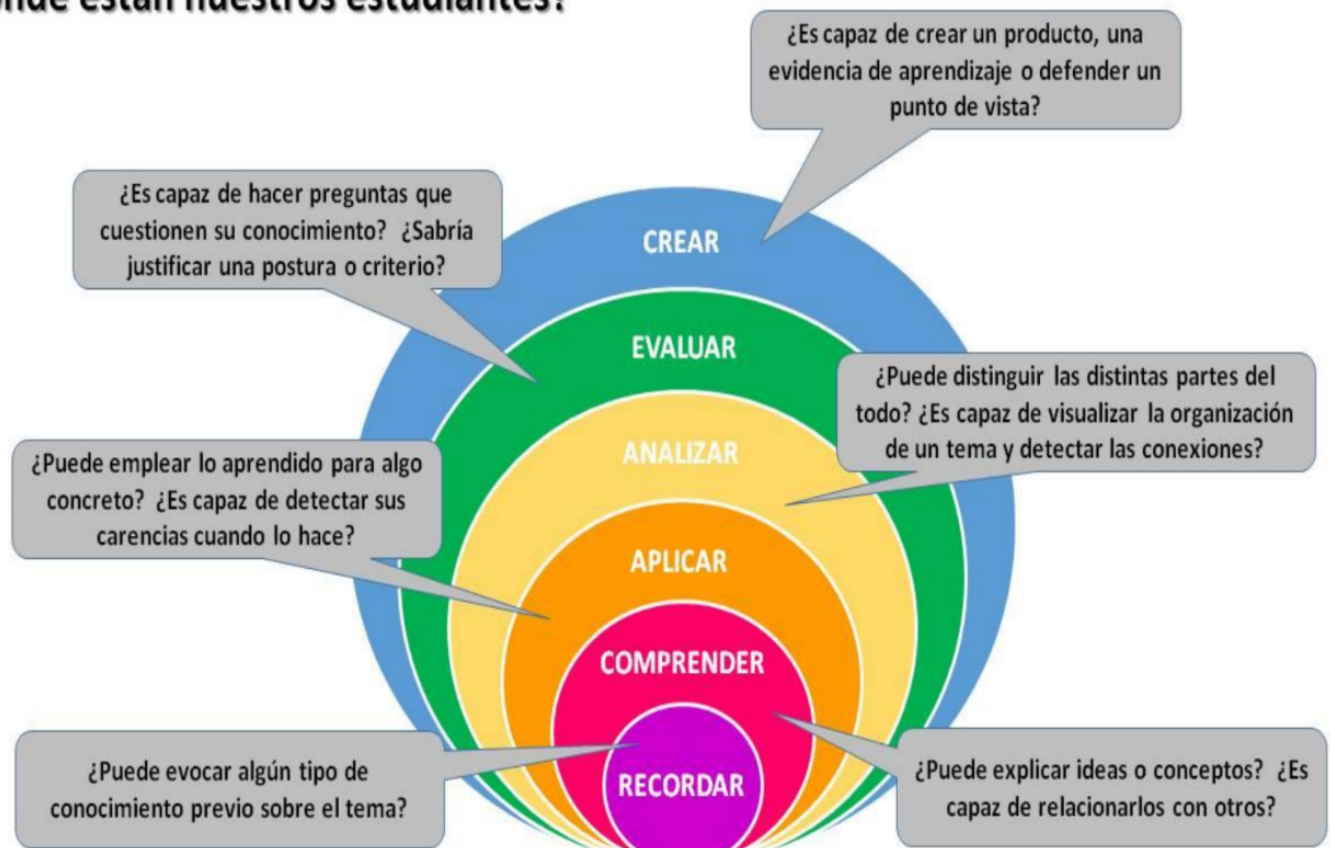 nde están nuestros estudiantes?
¿Es capaz de crear un producto, una
evidencia de aprendizaje o defender un
punto de vista?
¿Es capaz de hacer preguntas que
cuestionen su conocimiento? ¿Sabría
justificar una postura o criterio?
CREAR
EVALUAR
¿Puede distinguir las distintas partes del
todo? ¿Es capaz de visualizar la organización
de un tema y detectar las conexiones?
ANALIZAR
¿Puede emplear lo aprendido para algo
concreto? ¿Es capaz de detectar sus
carencias cuando lo hace?
APLICAR
COMPRENDER
¿Puede evocar algún tipo de
conocimiento previo sobre el tema?
RECORDAR
¿Puede explicar ideas o conceptos? ¿Es
capaz de relacionarlos con otros?